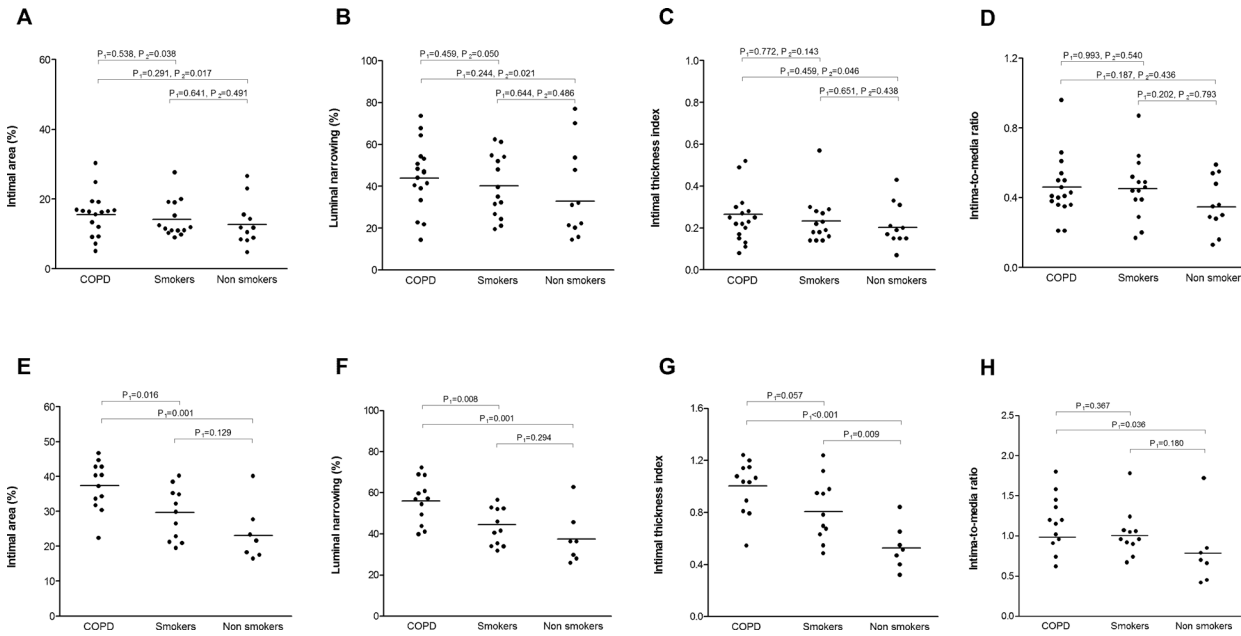 A
P1=0.538, P2=0.038
P1=0.291, P2=0.017
P1=0.641, P2=0.491
Intimal area (%)
60
40
20
0
COPD Smokers Non smokers
B
P1=0.459, P2=0.050
P1=0.244, P2=0.021
P1=0.644, P2=0.486
Luminal narrowing (%)
100
80
60
40
20
0
COPD Smokers Non smokers
C
P1=0.772, P2=0.143
P1=0.459, P2=0.046
P1=0.651, P2=0.438
Intimal thickness index
1.0
0.8
0.6
0.4
0.2
0.0
COPD Smokers Non smokers
D
P1=0.993, P2=0.540
P1=0.187, P2=0.436
P1=0.202, P2=0.793
Intima-to-media ratio
1.2
0.8
0.4
0.0
COPD Smokers Non smokers
E
P1=0.016
P1=0.001
P1=0.129
Intimal area (%)
60
50
40
30
20
10
0
COPD Smokers Non smokers
F
P1=0.008
P1=0.001
P1=0.294
Luminal narrowing (%)
100
80
60
40
20
0
COPD Smokers Non smokers
G
P1=0.057
P1<0.001
P1=0.009
Intimal thickness index
1.6
1.2
0.8
0.4
0.0
COPD Smokers Non smokers
H
P1=0.367
P1=0.036
P1=0.180
Intima-to-media ratio
2.5
2.0
1.5
1.0
0.5
0.0
COPD Smokers Non smokers